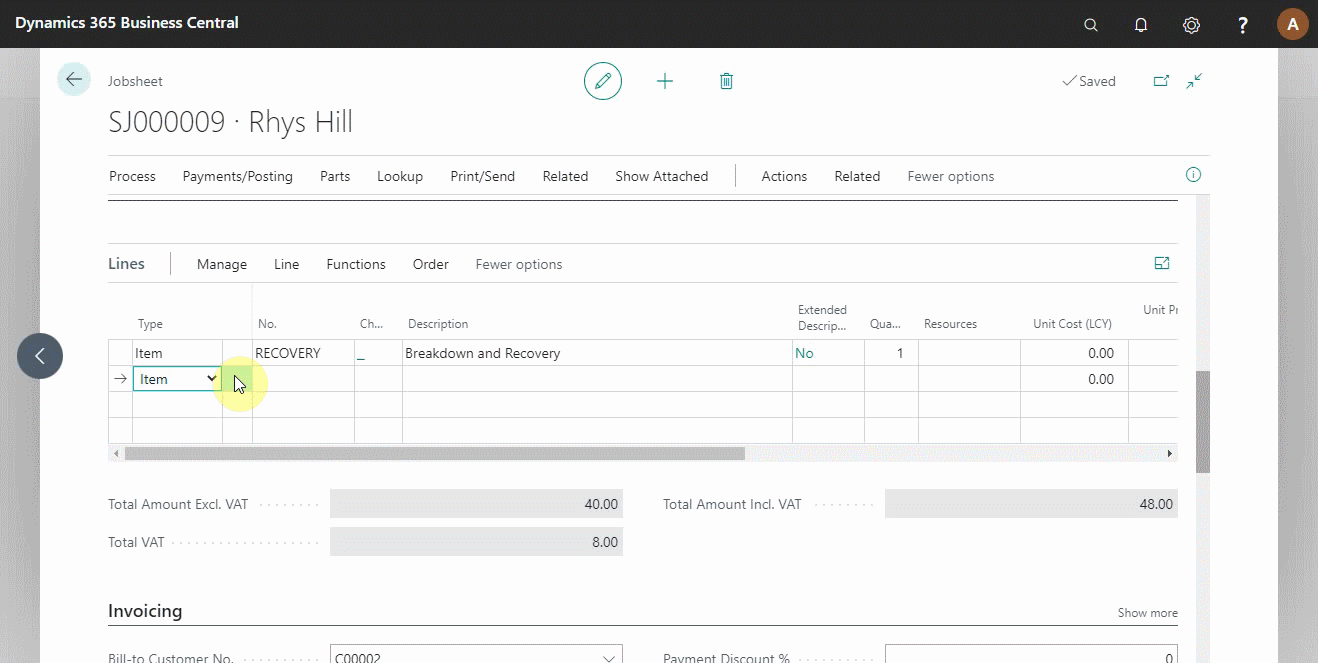 Dynamics 365 Business Central
?
A
Jobsheet
Saved
SJ000009 · Rhys Hill
Process Payments/Posting Parts Lookup Print/Send Related Show Attached Actions Related Fewer options
Lines Manage Line Functions Order Fewer options
Type No. Ch... Description Extended Descrip... Qua... Resources Unit Cost (LCY) Unit Pr
Item RECOVERY _ Breakdown and Recovery No 1 0.00
Item 0.00
Total Amount Excl. VAT 40.00 Total Amount Incl. VAT 48.00
Total VAT 8.00
Invoicing Show more
Bill-to Customer No. C00002 Payment Discount % 0